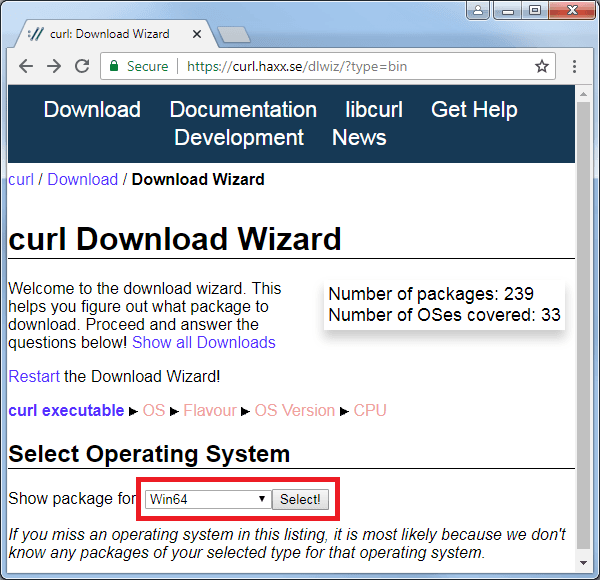 curl: Download Wizard
Secure https://curl.haxx.se/dlwiz/?type=bin
Download Documentation libcurl Get Help
Development News
curl / Download / Download Wizard
curl Download Wizard
Welcome to the download wizard. This
helps you figure out what package to
download. Proceed and answer the
questions below! Show all Downloads
Number of packages: 239
Number of OSes covered: 33
Restart the Download Wizard!
curl executable ▶ OS ▶ Flavour ▶ OS Version ▶ CPU
Select Operating System
Show package for Win64 Select!
If you miss an operating system in this listing, it is most likely because we don't
know any packages of your selected type for that operating system.